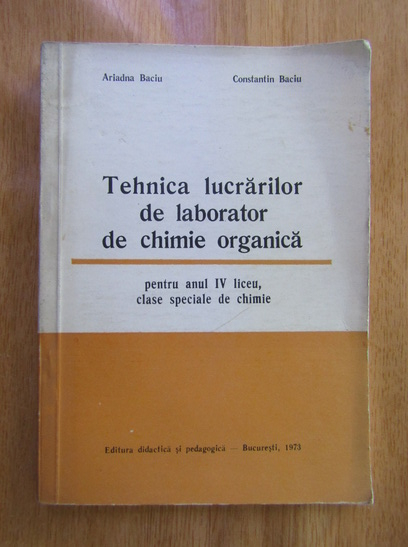 Ariadna Baciu Constantin Baciu
Tehnica lucrărilor
de laborator
de chimie organică
pentru anul IV liceu,
clase speciale de chimie
Editura didactică și pedagogică — București, 1973